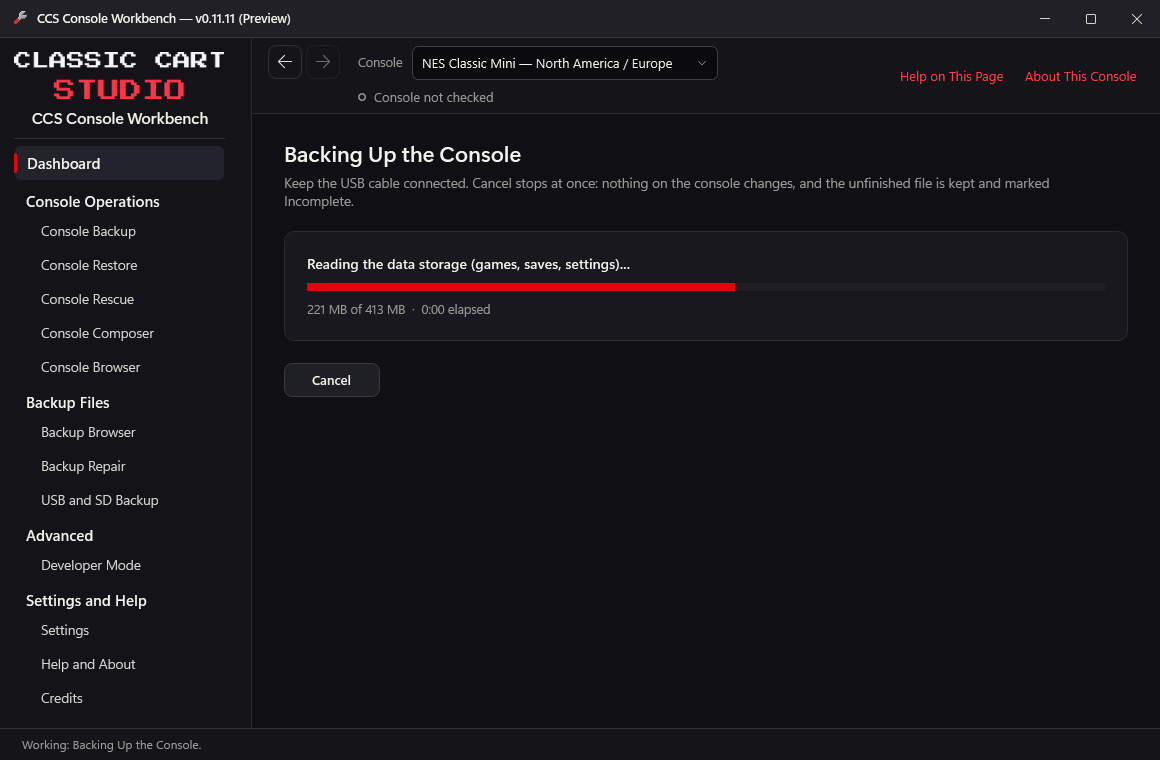 CCS Console Workbench — v0.11.11 (Preview)
CLASSIC CART
STUDIO
CCS Console Workbench
Dashboard
Console Operations
Console Backup
Console Restore
Console Rescue
Console Composer
Console Browser
Backup Files
Backup Browser
Backup Repair
USB and SD Backup
Advanced
Developer Mode
Settings and Help
Settings
Help and About
Credits
Console
NES Classic Mini — North America / Europe
Console not checked
Help on This Page
About This Console
Backing Up the Console
Keep the USB cable connected. Cancel stops at once: nothing on the console changes, and the unfinished file is kept and marked
Incomplete.
Reading the data storage (games, saves, settings)...
221 MB of 413 MB · 0:00 elapsed
Cancel
Working: Backing Up the Console.